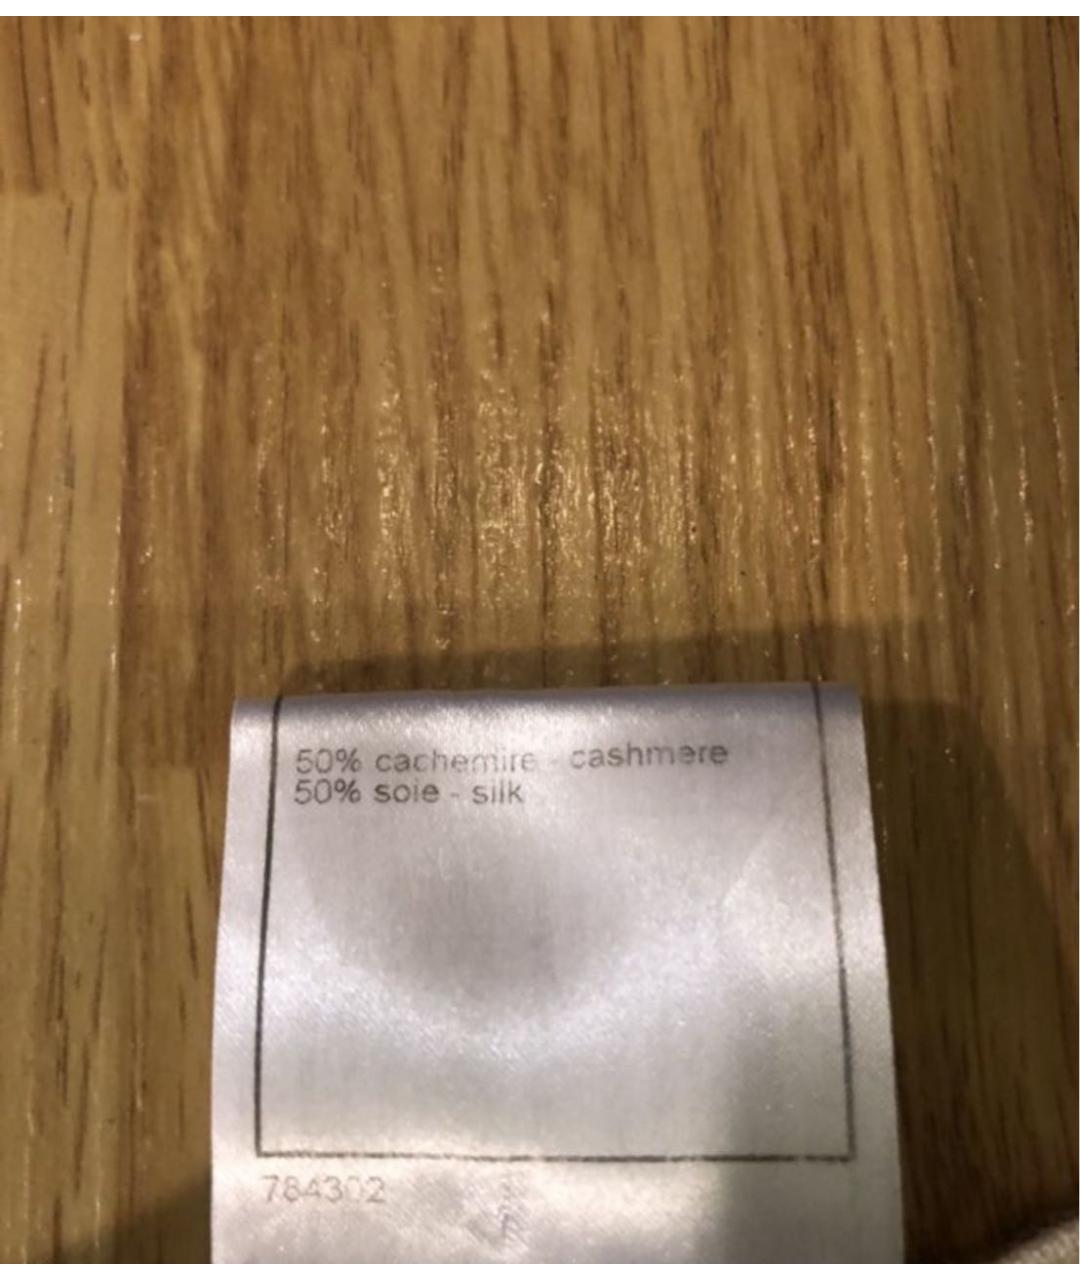 50% cachemire - cashmere
50% soie - silk
784302